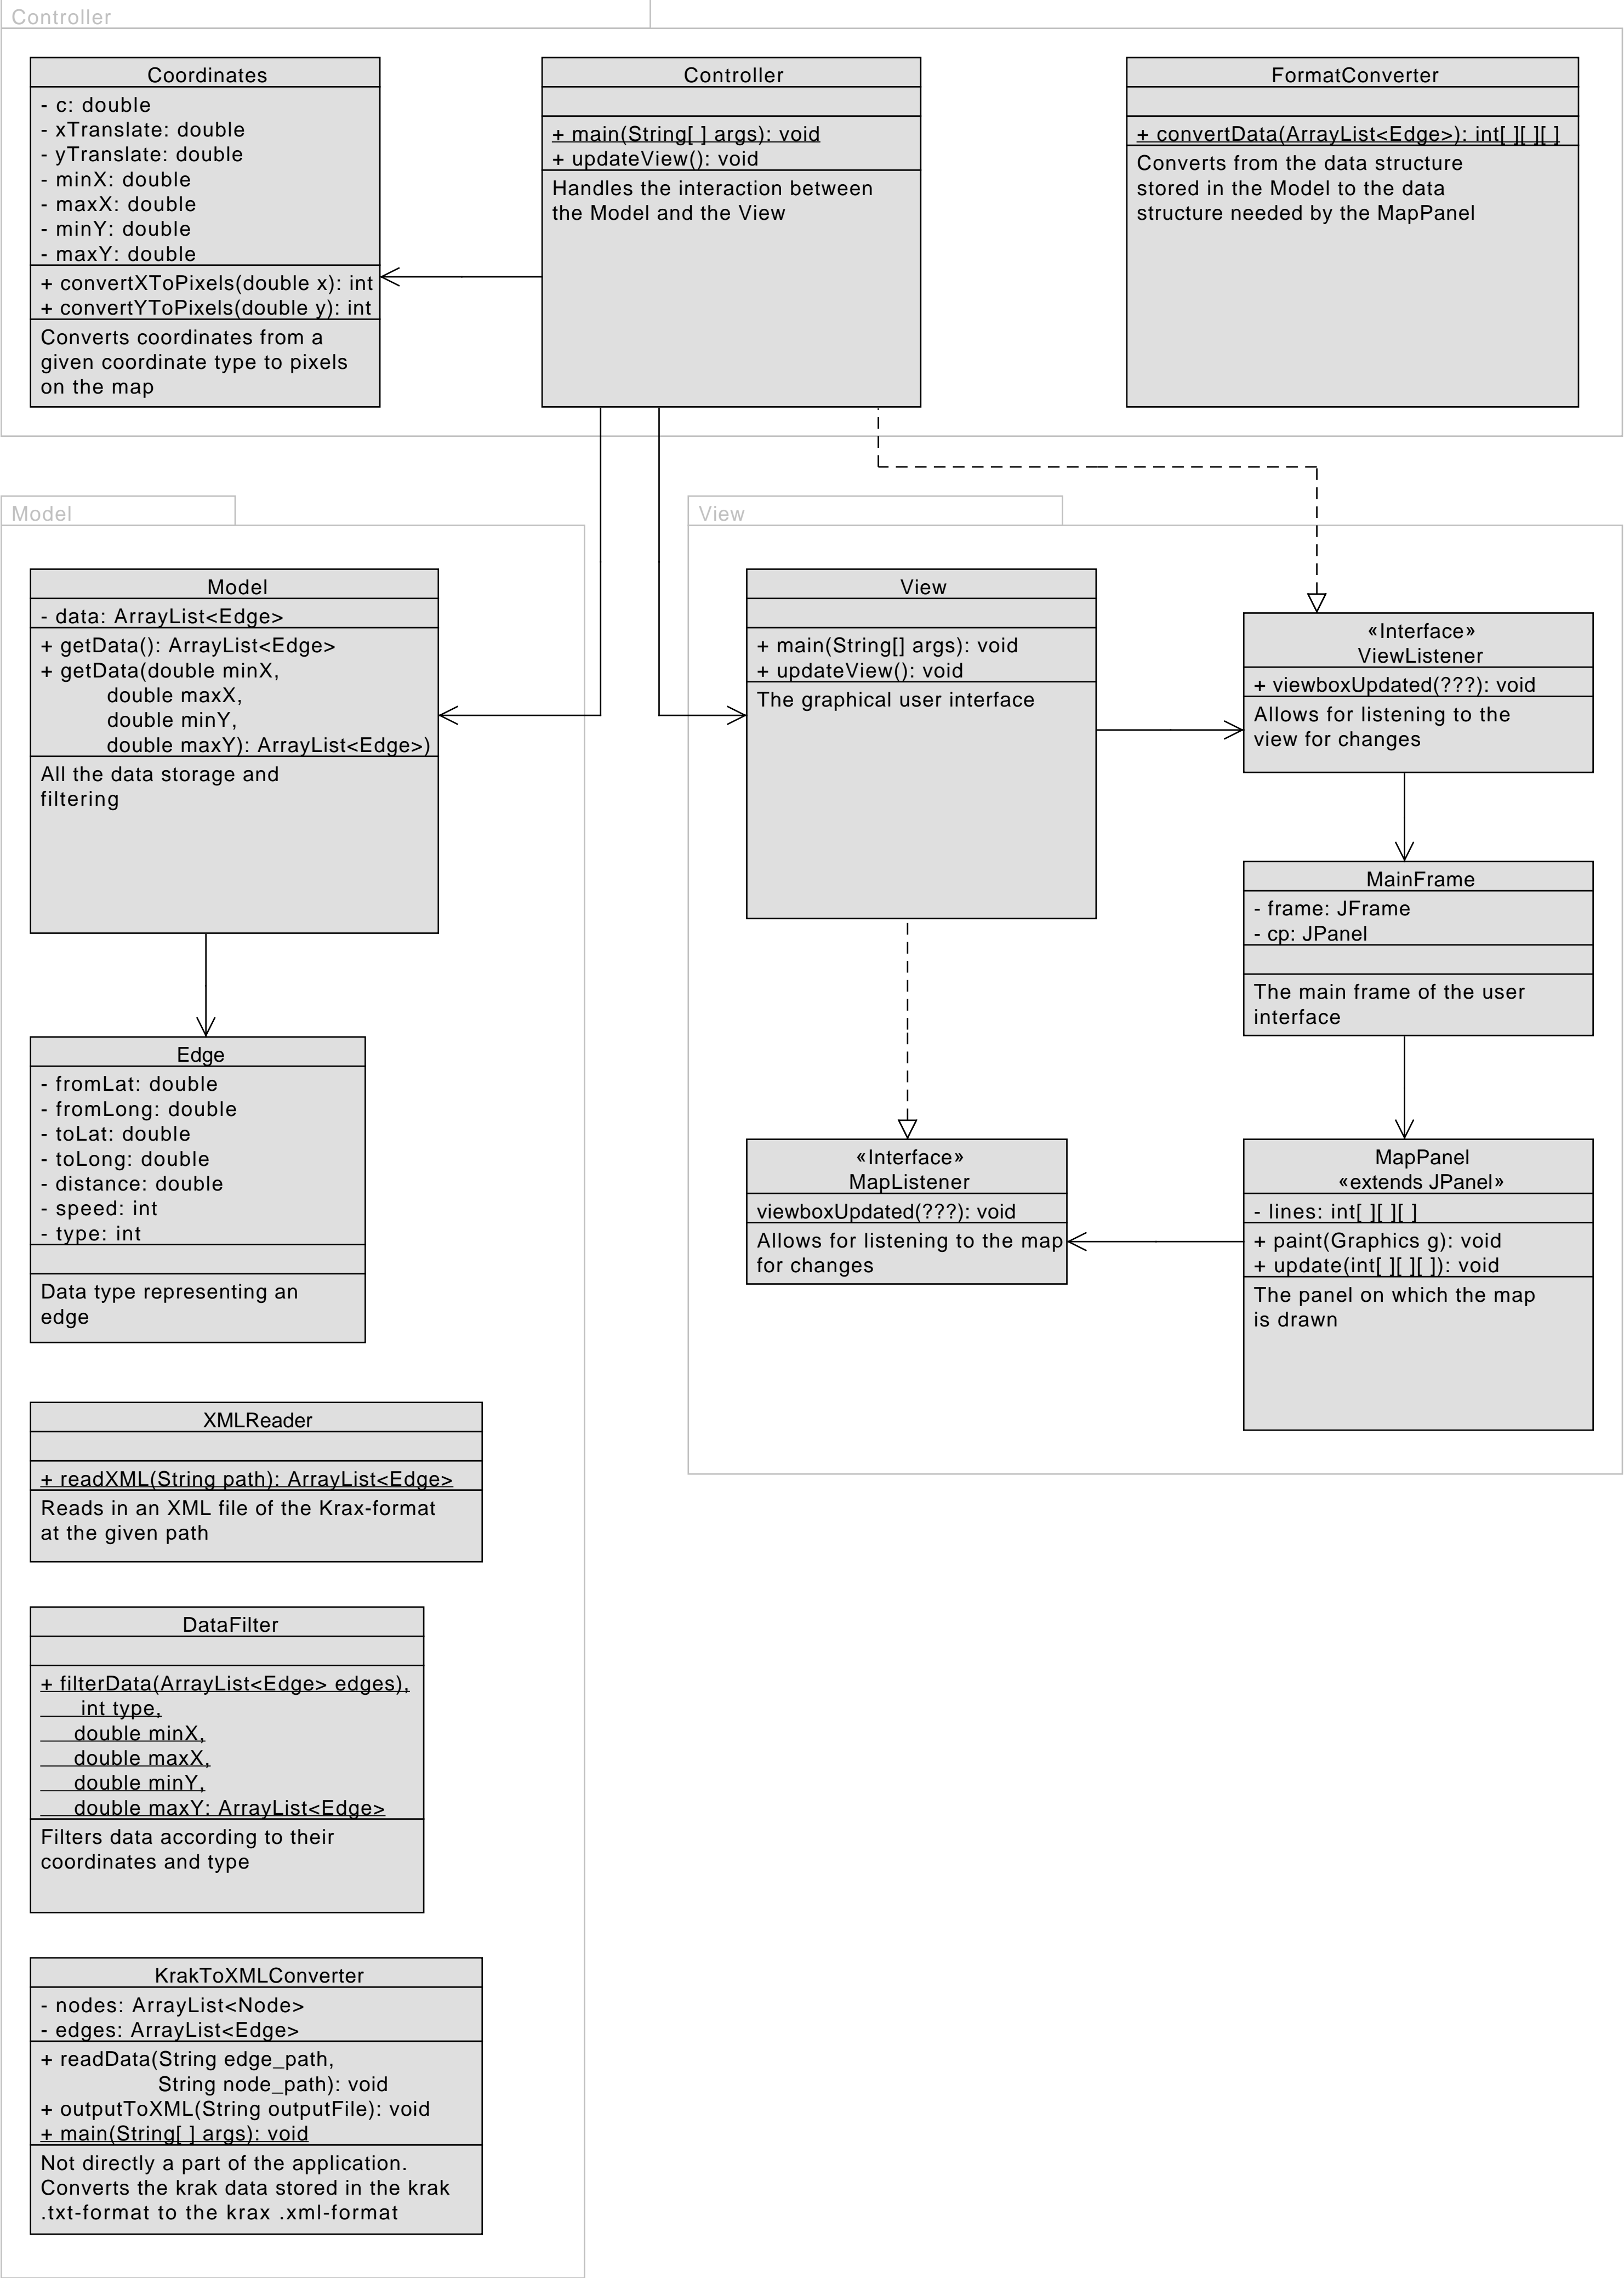 Controller
Coordinates
- c: double
- xTranslate: double
- yTranslate: double
- minX: double
- maxX: double
- minY: double
- maxY: double
+ convertXToPixels(double x): int
+ convertYToPixels(double y): int
Converts coordinates from a
given coordinate type to pixels
on the map
Controller
+ main(String[ ] args): void
+ updateView(): void
Handles the interaction between
the Model and the View
FormatConverter
+ convertData(ArrayList<Edge>): int[ ][ ][ ]
Converts from the data structure
stored in the Model to the data
structure needed by the MapPanel
Model
Model
- data: ArrayList<Edge>
+ getData(): ArrayList<Edge>
+ getData(double minX,
double maxX,
double minY,
double maxY): ArrayList<Edge>)
All the data storage and
filtering
Edge
- fromLat: double
- fromLong: double
- toLat: double
- toLong: double
- distance: double
- speed: int
- type: int
Data type representing an
edge
XMLReader
+ readXML(String path): ArrayList<Edge>
Reads in an XML file of the Krax-format
at the given path
DataFilter
+ filterData(ArrayList<Edge> edges),
int type,
double minX,
double maxX,
double minY,
double maxY: ArrayList<Edge>
Filters data according to their
coordinates and type
KrakToXMLConverter
- nodes: ArrayList<Node>
- edges: ArrayList<Edge>
+ readData(String edge_path,
String node_path): void
+ outputToXML(String outputFile): void
+ main(String[ ] args): void
Not directly a part of the application.
Converts the krak data stored in the krak
.txt-format to the krax .xml-format
View
View
+ main(String[] args): void
+ updateView(): void
The graphical user interface
«Interface»
ViewListener
+ viewboxUpdated(???): void
Allows for listening to the
view for changes
MainFrame
- frame: JFrame
- cp: JPanel
The main frame of the user
interface
«Interface»
MapListener
viewboxUpdated(???): void
Allows for listening to the map
for changes
MapPanel
«extends JPanel»
- lines: int[ ][ ][ ]
+ paint(Graphics g): void
+ update(int[ ][ ][ ]): void
The panel on which the map
is drawn